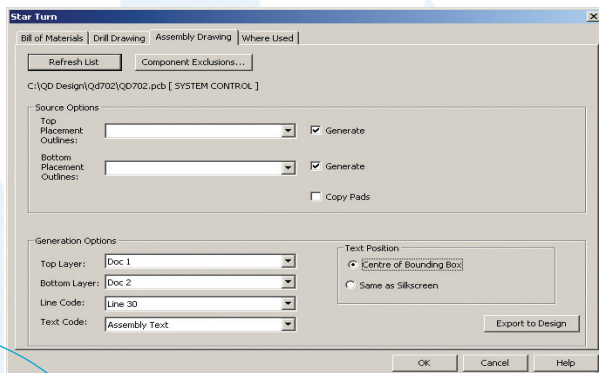 Star Turn
Bill of Materials Drill Drawing Assembly Drawing Where Used
Refresh List Component Exclusions...
C:\QD Design\Qd702\QD702.pcb [ SYSTEM CONTROL ]
Source Options
Top
Placement
Outlines:
Generate
Bottom
Placement
Outlines:
Generate
Copy Pads
Generation Options
Top Layer: Doc 1
Bottom Layer: Doc 2
Line Code: Line 30
Text Code: Assembly Text
Text Position
Centre of Bounding Box
Same as Silkscreen
Export to Design
OK Cancel Help